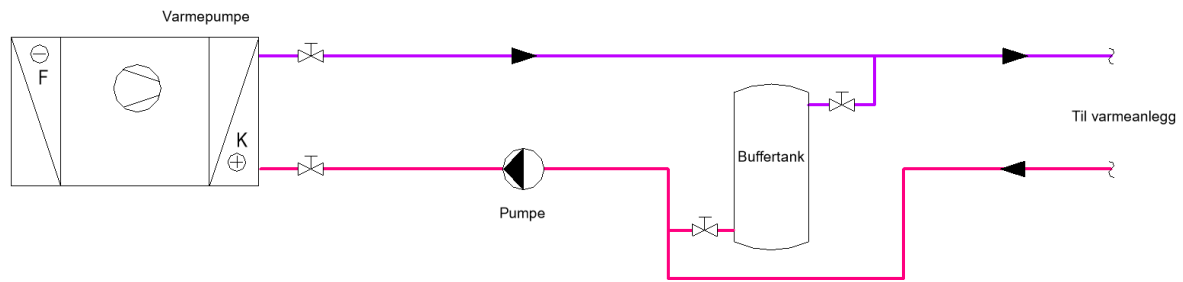 Varmepumpe
F
K
Buffertank
Til varmeanlegg
Pumpe